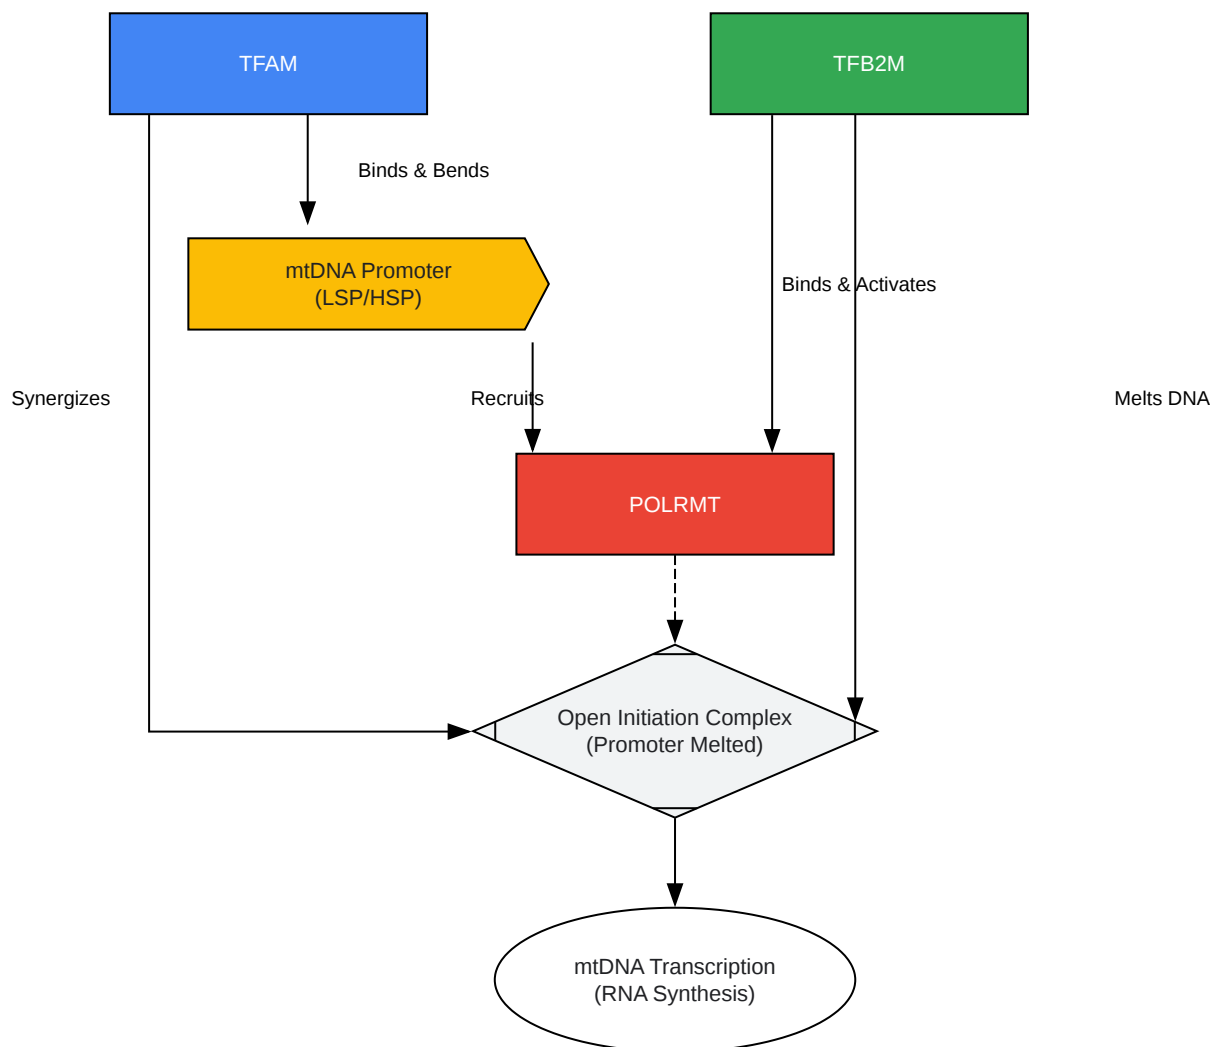 TFAM
TFB2M
Binds & Bends
mtDNA Promoter
(LSP/HSP)
Binds & Activates
Synergizes
Recruits
Melts DNA
POLRMT
Open Initiation Complex
(Promoter Melted)
mtDNA Transcription
(RNA Synthesis)